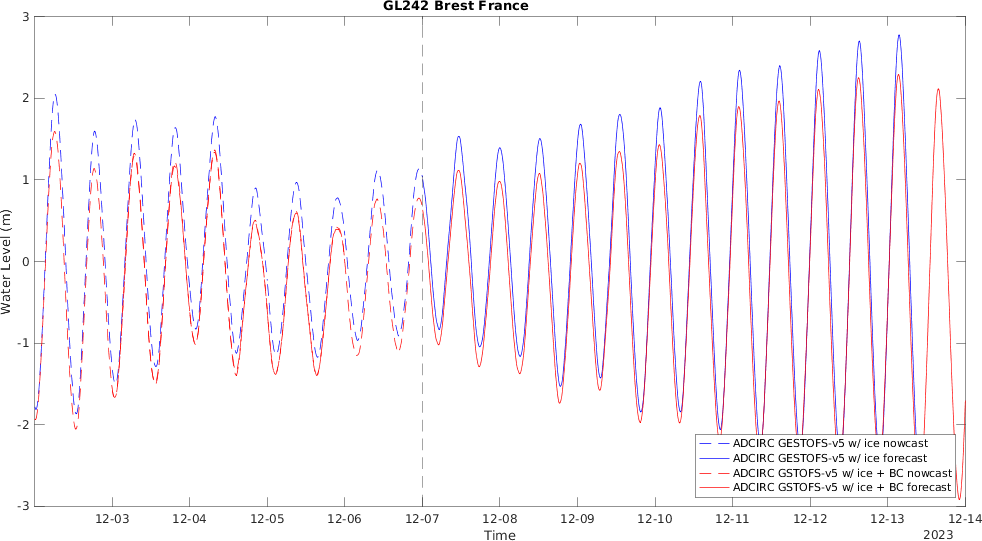 GL242 Brest France
3
2
1
0
-1
-2
-3
Water Level (m)
ADCIRC GESTOFS-v5 w/ ice nowcast
ADCIRC GESTOFS-v5 w/ ice forecast
ADCIRC GSTOFS-v5 w/ ice + BC nowcast
ADCIRC GSTOFS-v5 w/ ice + BC forecast
12-03 12-04 12-05 12-06 12-07 12-08 12-09 12-10 12-11 12-12 12-13 12-14
Time
2023